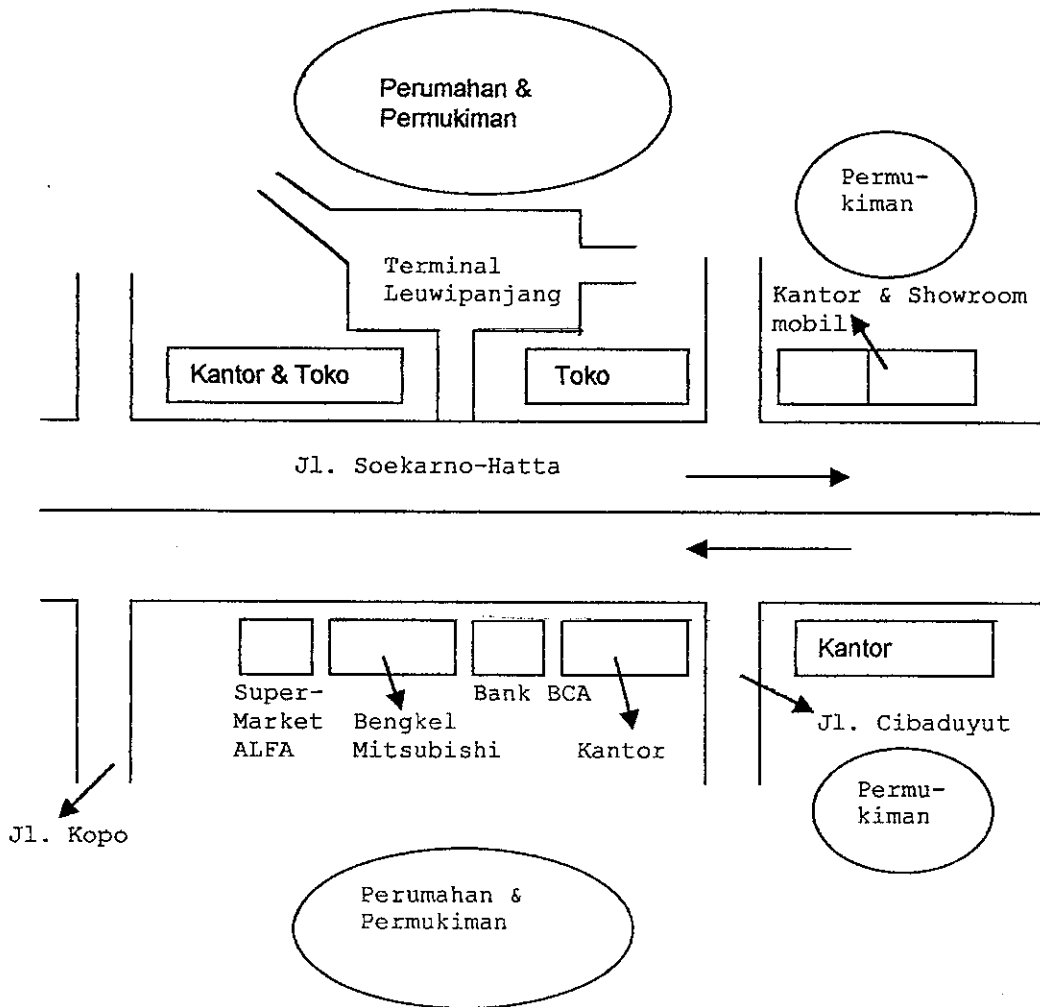 Perumahan &
Permukiman
Permu-
kiman
Terminal
Leuwipanjang
Kantor & Showroom
mobil
Kantor & Toko
Toko
Jl. Soekarno-Hatta
Kantor
Super-
Market
ALFA
Bengkel
Mitsubishi
Bank BCA
Kantor
Jl. Cibaduyut
Jl. Kopo
Permu-
kiman
Perumahan &
Permukiman